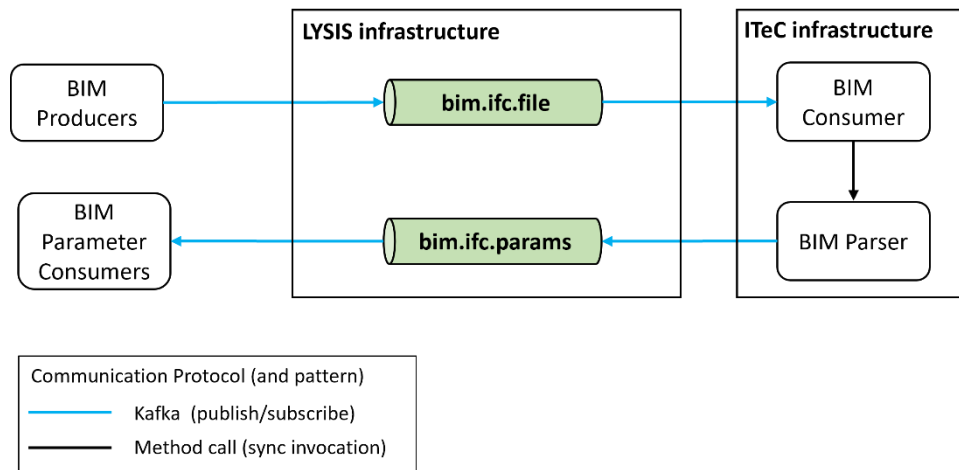 LYSIS infrastructure
ITeC infrastructure
BIM
Producers
bim.ifc.file
BIM
Consumer
BIM
Parameter
Consumers
bim.ifc.params
BIM Parser
Communication Protocol (and pattern)
Kafka (publish/subscribe)
Method call (sync invocation)